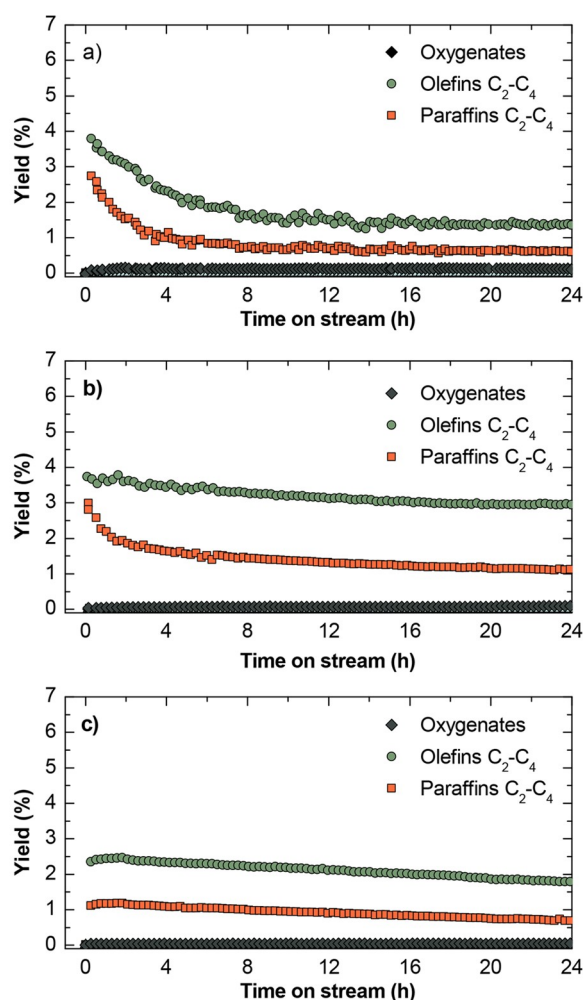 a)
Oxygenates
Olefins C2-C4
Paraffins C2-C4
Yield (%)
7
6
5
4
3
2
1
0
0 4 8 12 16 20 24
Time on stream (h)
b)
Oxygenates
Olefins C2-C4
Paraffins C2-C4
Yield (%)
7
6
5
4
3
2
1
0
0 4 8 12 16 20 24
Time on stream (h)
c)
Oxygenates
Olefins C2-C4
Paraffins C2-C4
Yield (%)
7
6
5
4
3
2
1
0
0 4 8 12 16 20 24
Time on stream (h)